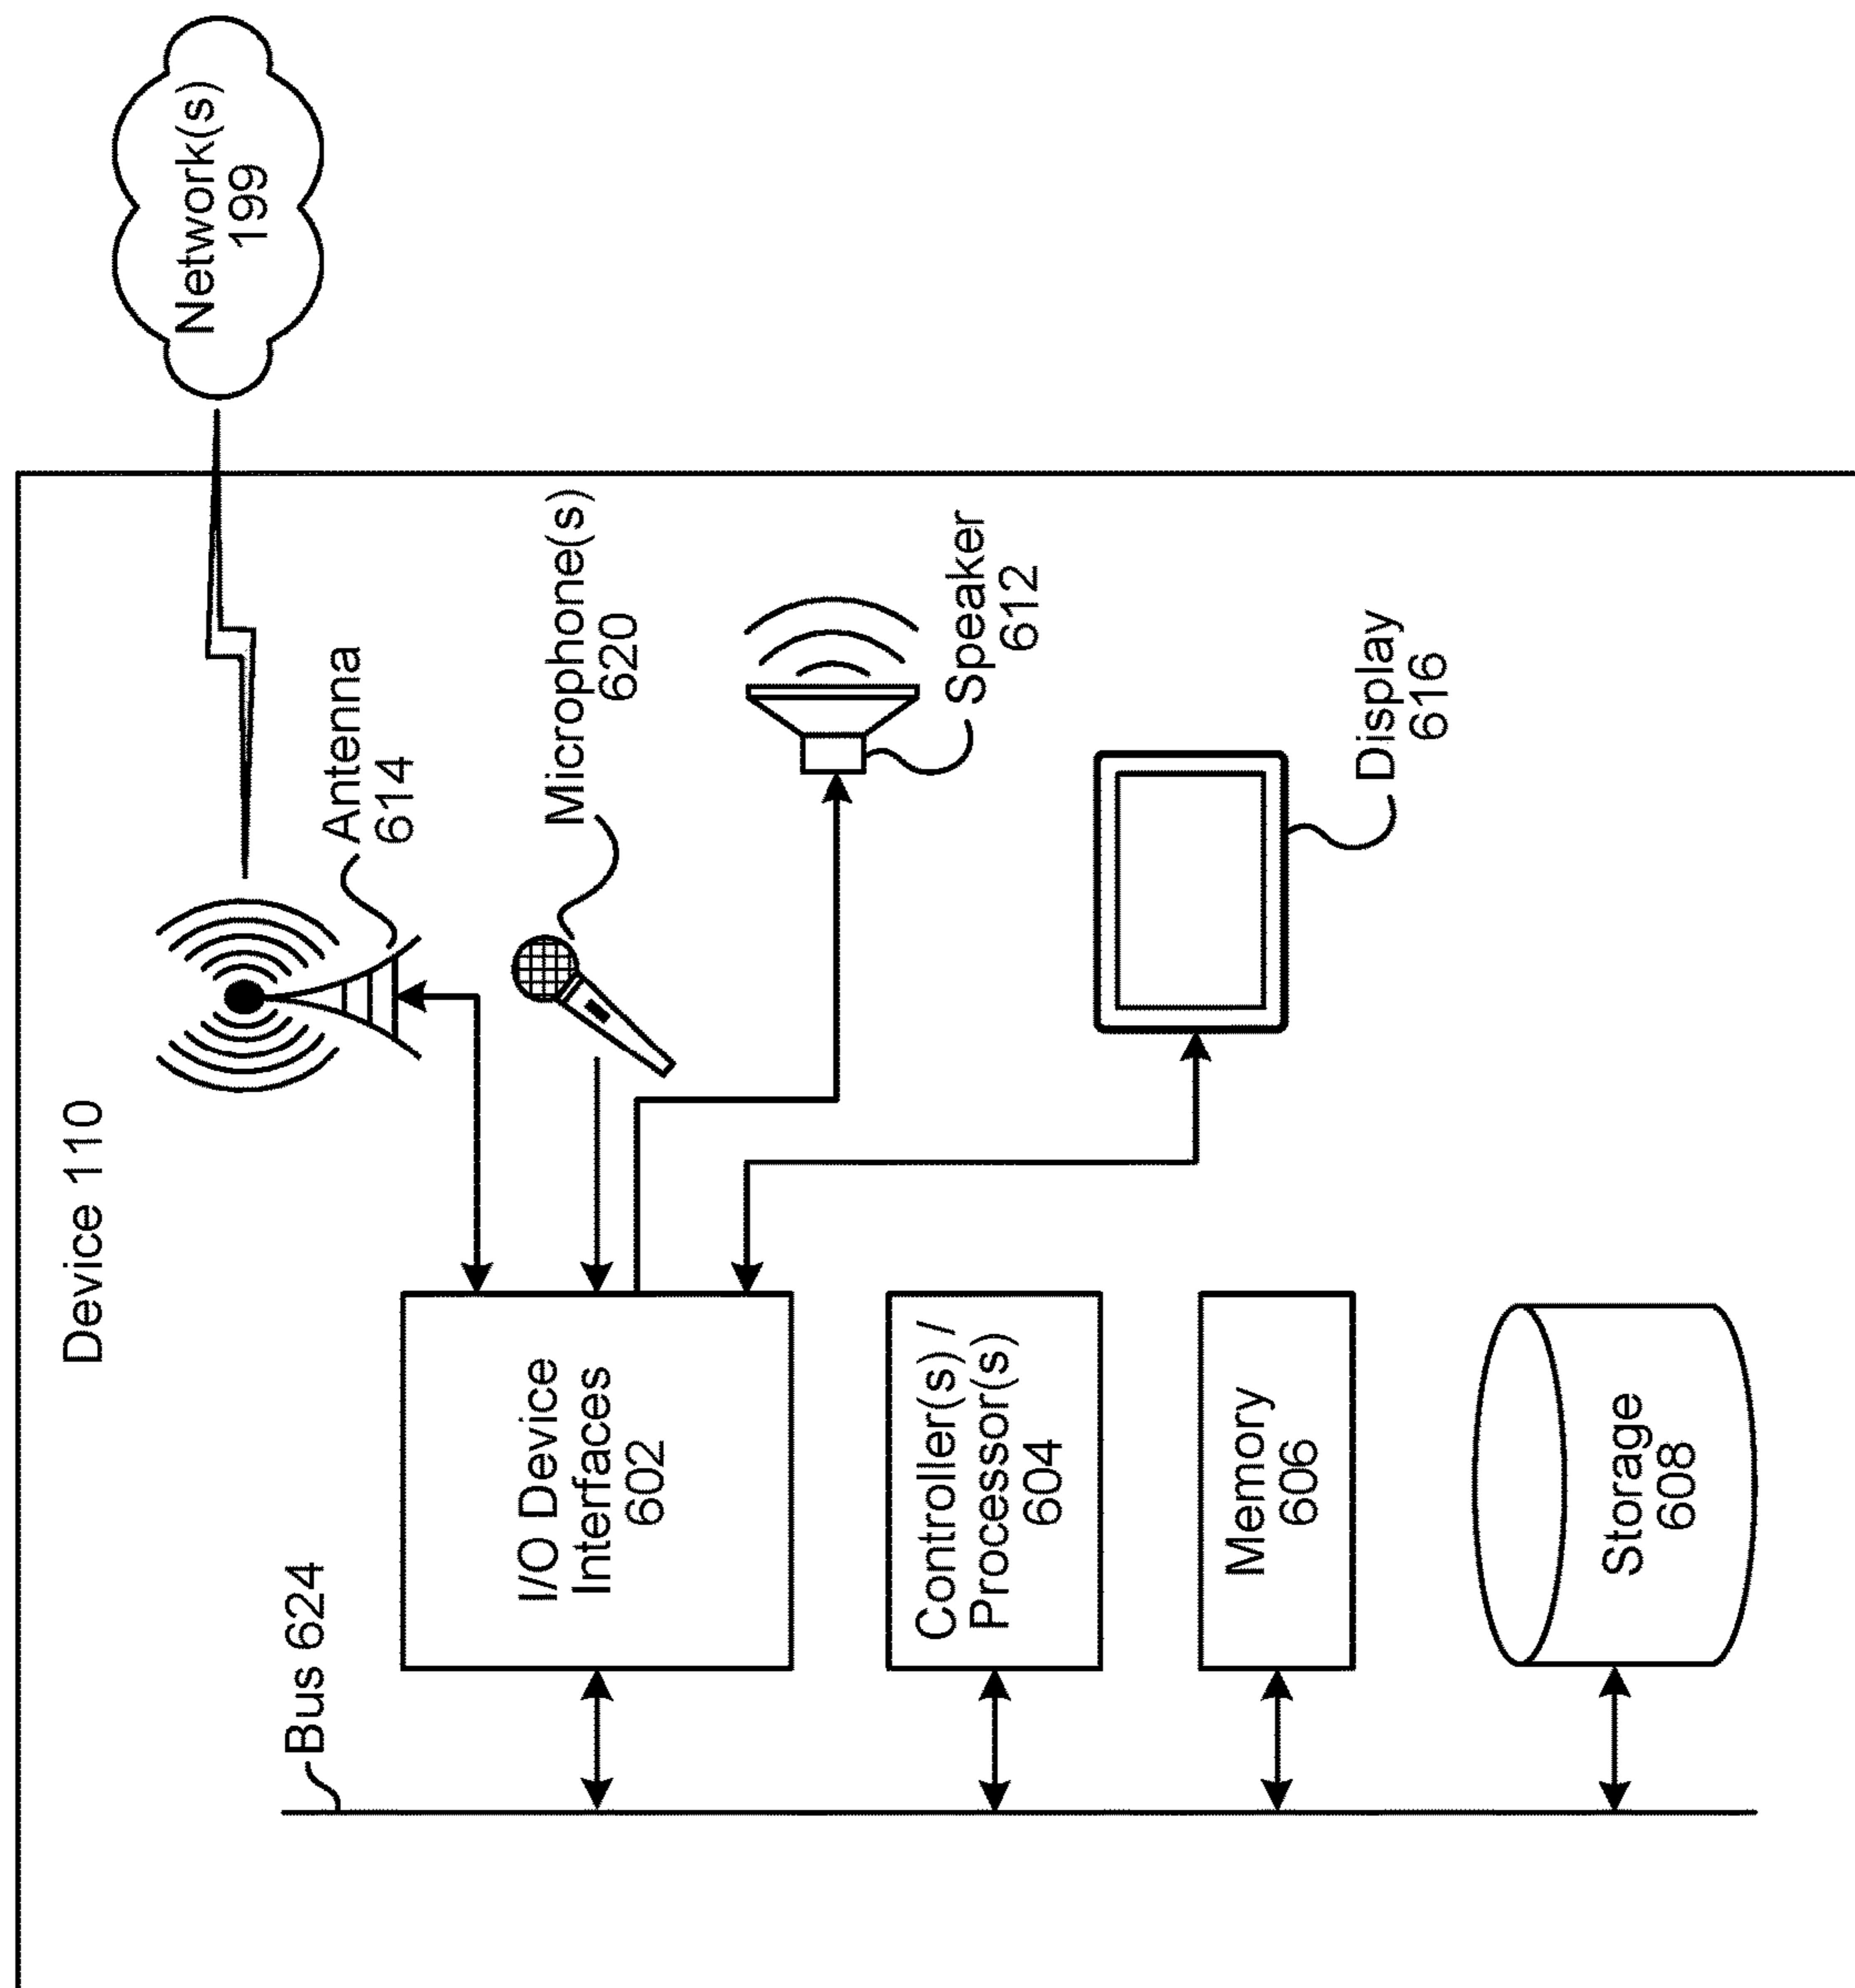 Device 110
Network(s)
199
Antenna
614
Bus 624
I/O Device
Interfaces
602
Microphone(s)
620
Controller(s) /
Processor(s)
604
Speaker
612
Memory
606
Display
616
Storage
608